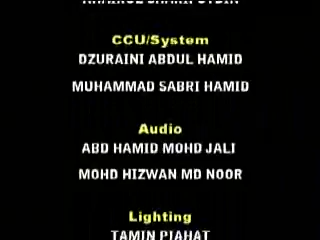 CCU/System
DZURAINI ABDUL HAMID
MUHAMMAD SABRI HAMID
Audio
ABD HAMID MOHD JALI
MOHD HIZWAN MD NOOR
Lighting
TAMIN PIAHAT